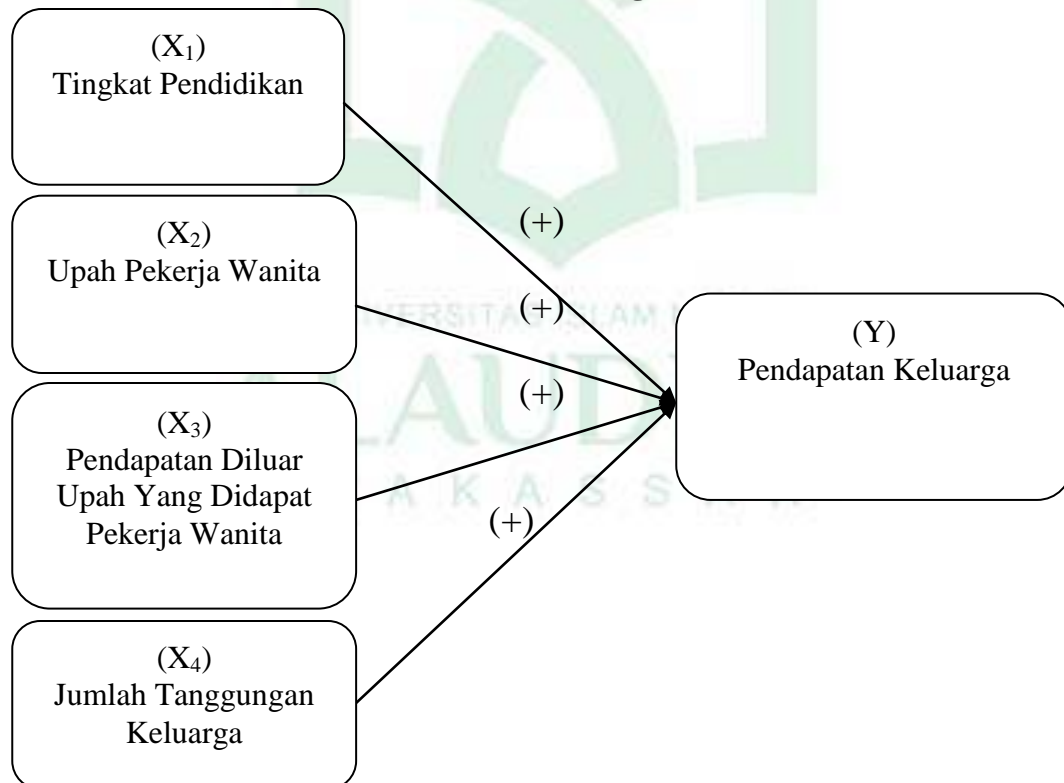 (X₁)
Tingkat Pendidikan
(X₂)
Upah Pekerja Wanita
(X₃)
Pendapatan Diluar
Upah Yang Didapat
Pekerja Wanita
(X₄)
Jumlah Tanggungan
Keluarga
(+)
(+)
(+)
(+)
(Y)
Pendapatan Keluarga